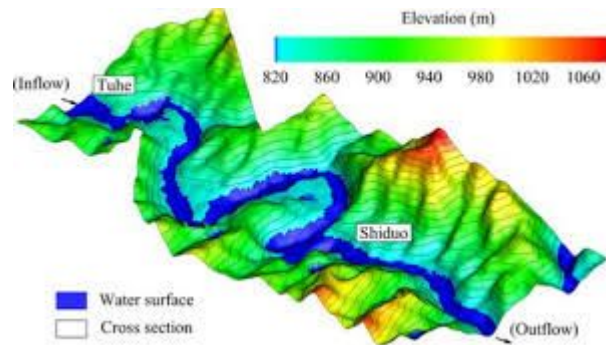 Elevation (m)
820 860 900 940 980 1020 1060
(Inflow)
Tuhe
Shiduo
Water surface
Cross section
(Outflow)